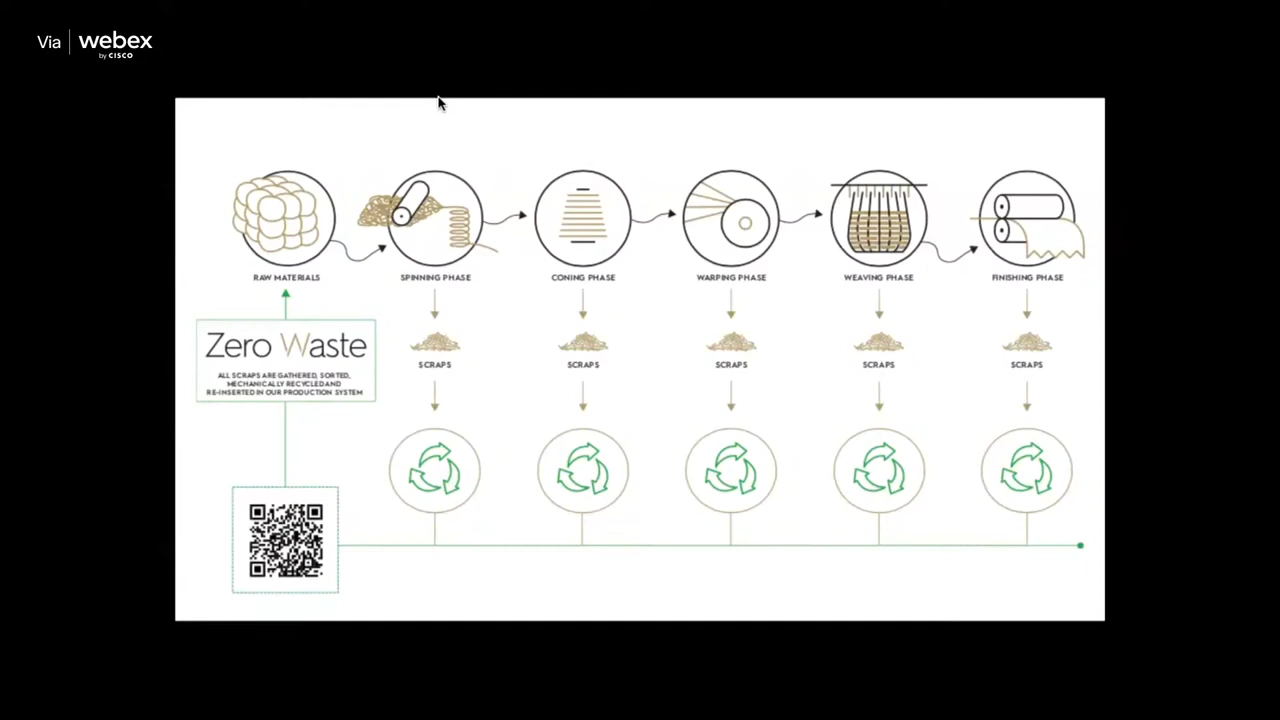 Via webex
by CISCO
RAW MATERIALS
SPINNING PHASE
CONING PHASE
WARPING PHASE
WEAVING PHASE
FINISHING PHASE
Zero Waste
ALL SCRAPS ARE GATHERED, SORTED,
MECHANICALLY RECYCLED AND
RE-INSERTED IN OUR PRODUCTION SYSTEM
SCRAPS
SCRAPS
SCRAPS
SCRAPS
SCRAPS